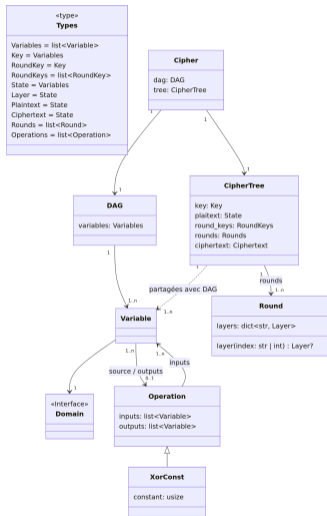 «type»
Types
Variables = list<Variable>
Key = Variables
RoundKey = Key
RoundKeys = list<RoundKey>
State = Variables
Layer = State
Plaintext = State
Ciphertext = State
Rounds = list<Round>
Operations = list<Operation>
Cipher
dag: DAG
tree: CipherTree
1
1
1
1
DAG
variables: Variables
1
CipherTree
key: Key
plaitext: State
round_keys: RoundKeys
rounds: Rounds
ciphertext: Ciphertext
1
1
rounds
partagées avec DAG
1..n
1..n
1..n
Variable
Round
layers: dict<str, Layer>
layer(index: str | int) : Layer?
1..n
1..n
inputs
source / outputs
1
«interface»
Domain
Operation
inputs: list<Variable>
outputs: list<Variable>
XorConst
constant: usize